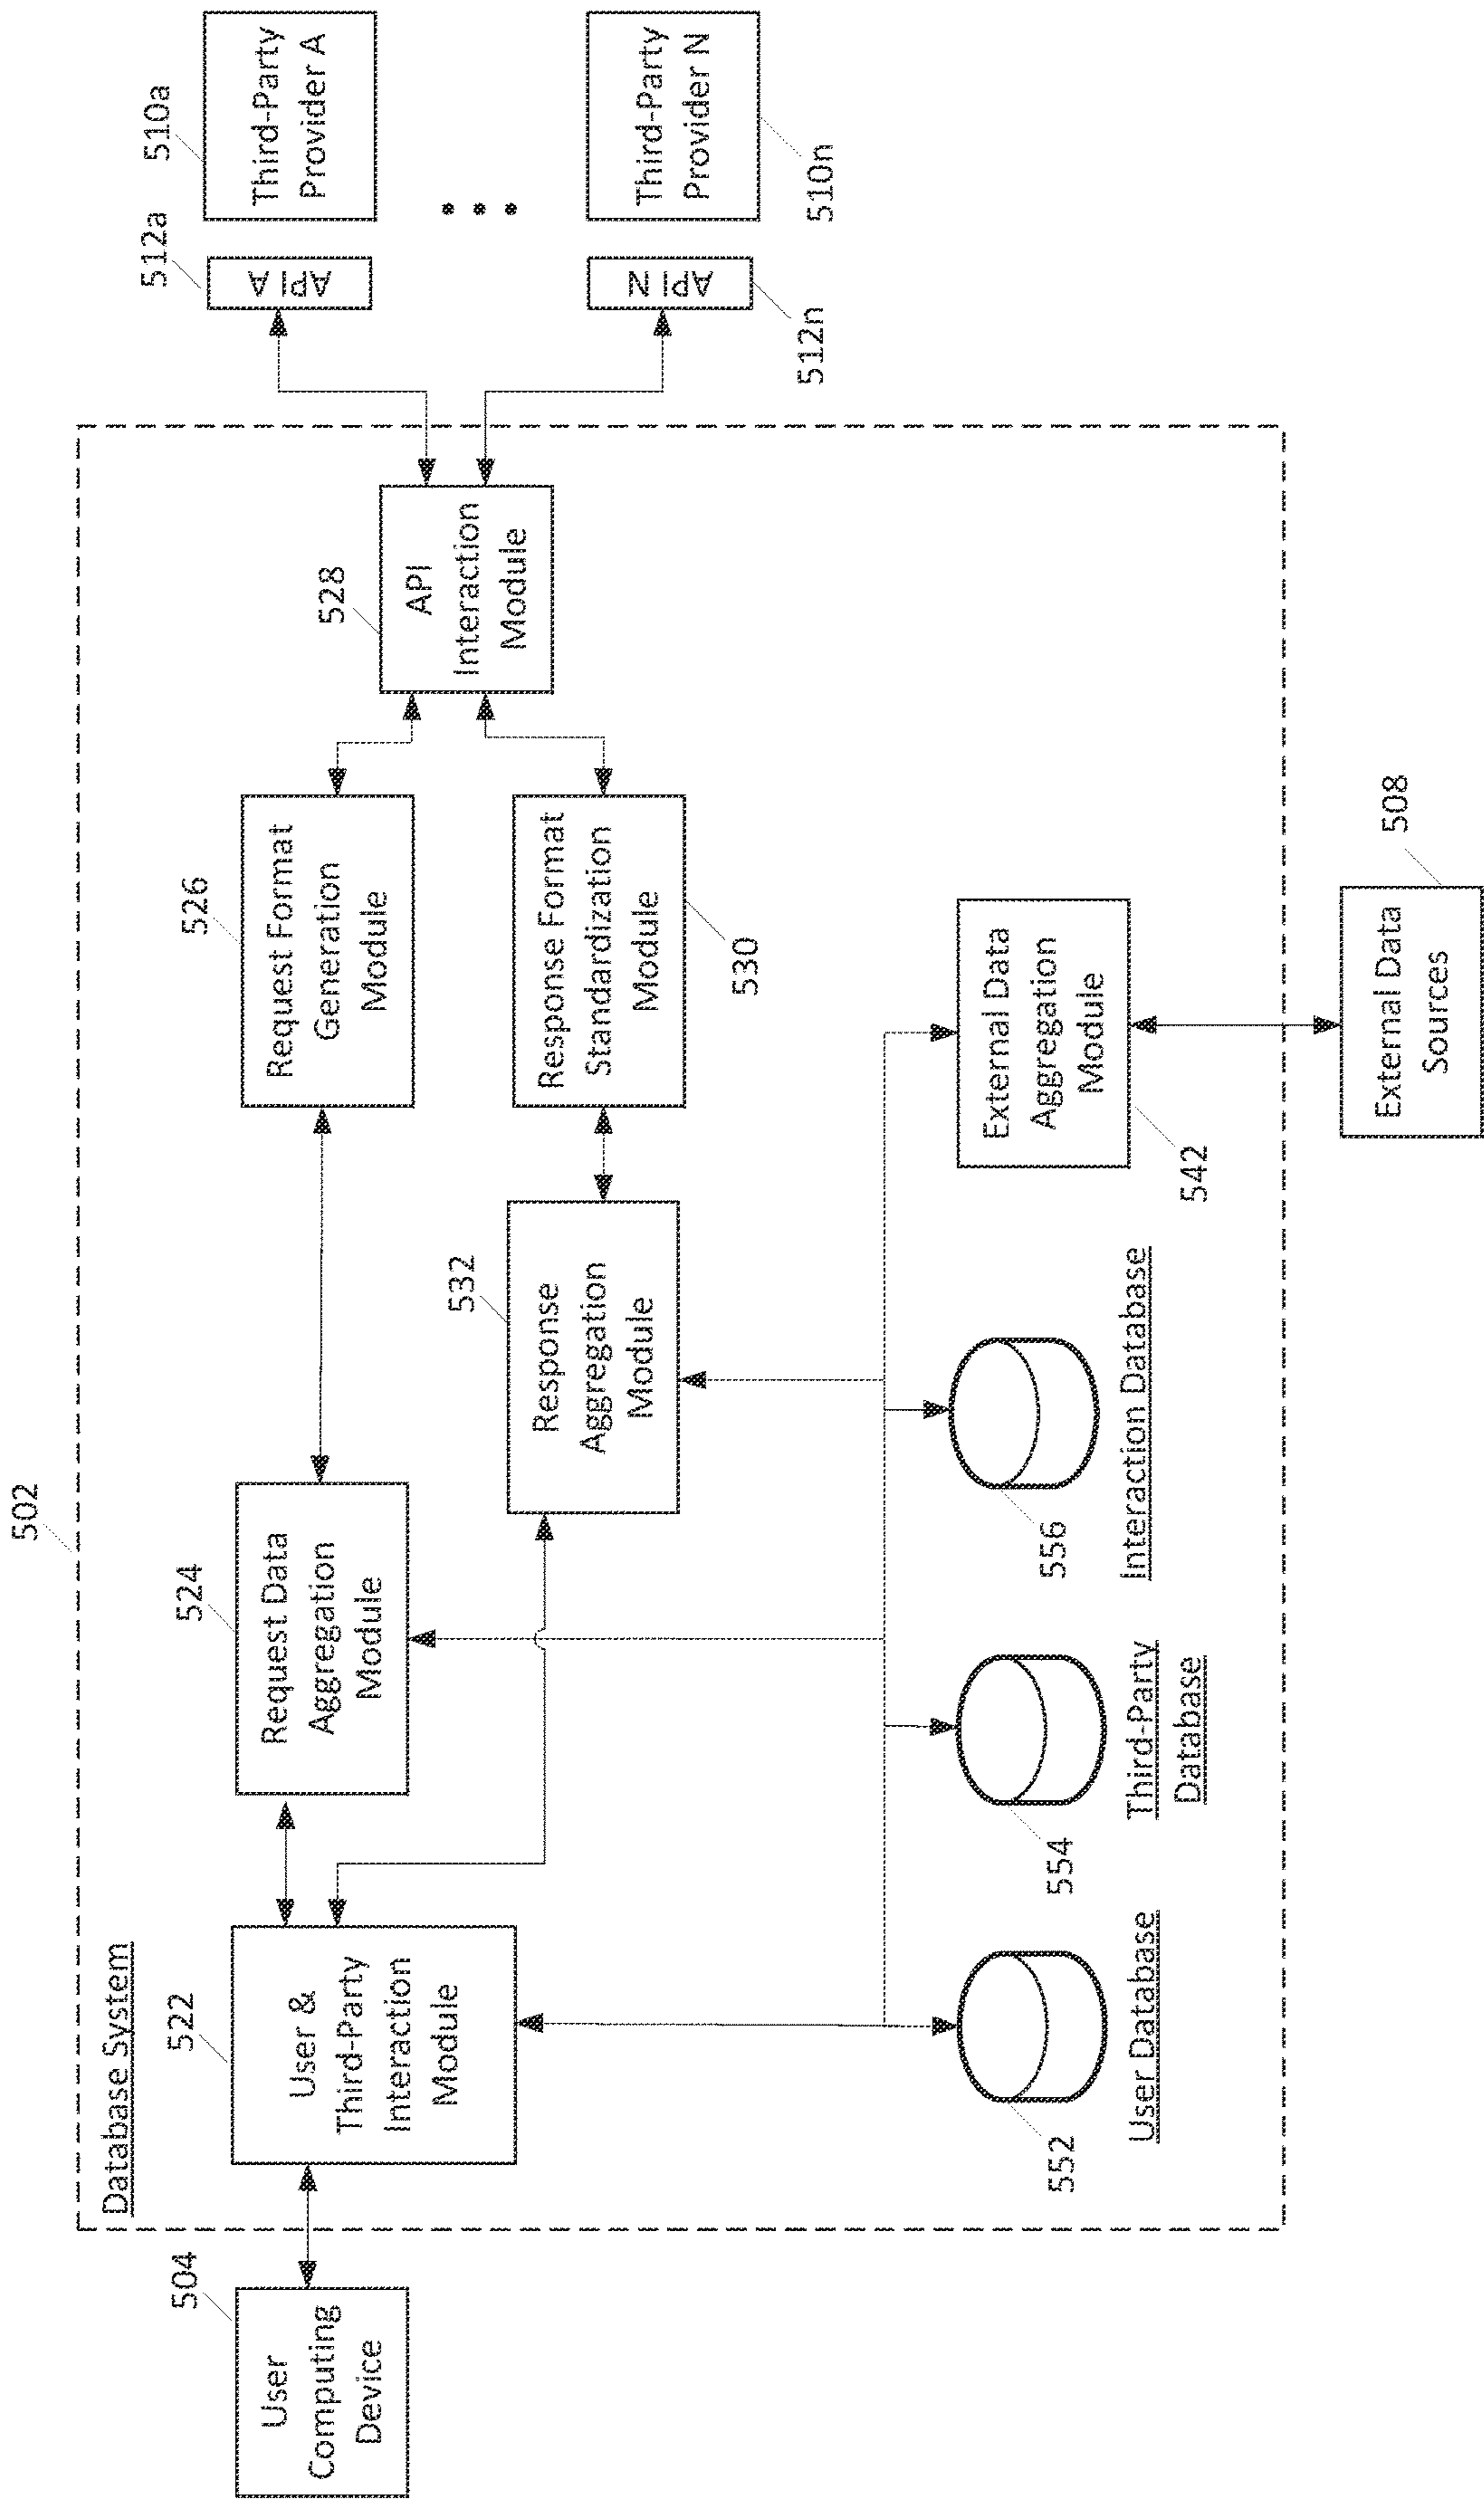 502
Database System
504
User
Computing
Device
522
User &
Third-Party
Interaction
Module
524
Request Data
Aggregation
Module
526
Request Format
Generation
Module
528
API
Interaction
Module
512a
API A
510a
Third-Party
Provider A
532
Response
Aggregation
Module
Response Format
Standardization
Module
530
API N
512n
Third-Party
Provider N
510n
552
User Database
554
Third-Party
Database
556
Interaction Database
External Data
Aggregation
Module
542
508
External Data
Sources